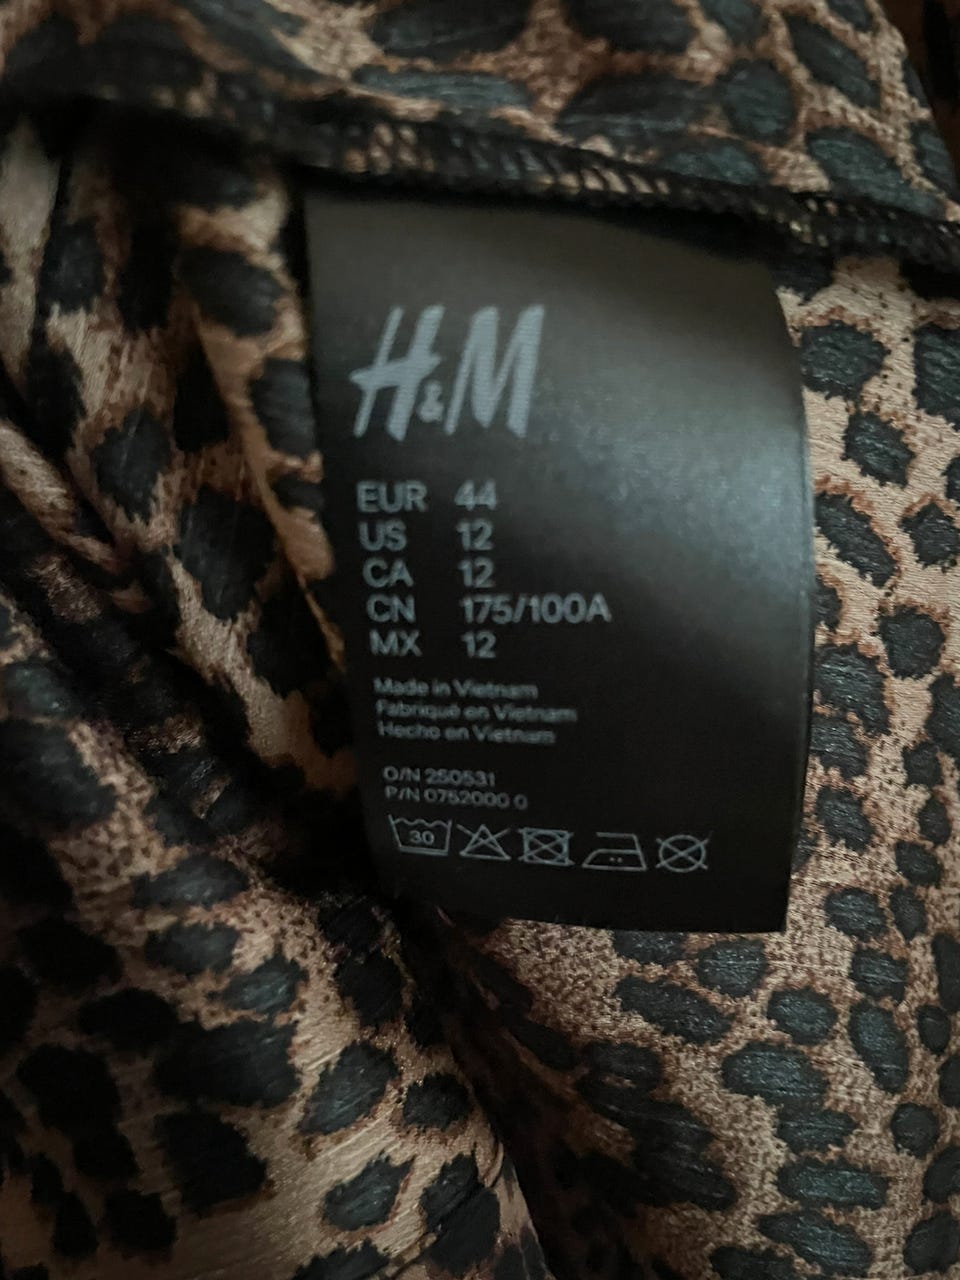 H&M
EUR 44
US 12
CA 12
CN 175/100A
MX 12
Made in Vietnam
Fabriqué en Vietnam
Hecho en Vietnam
O/N 250531
P/N 0752000 0
30